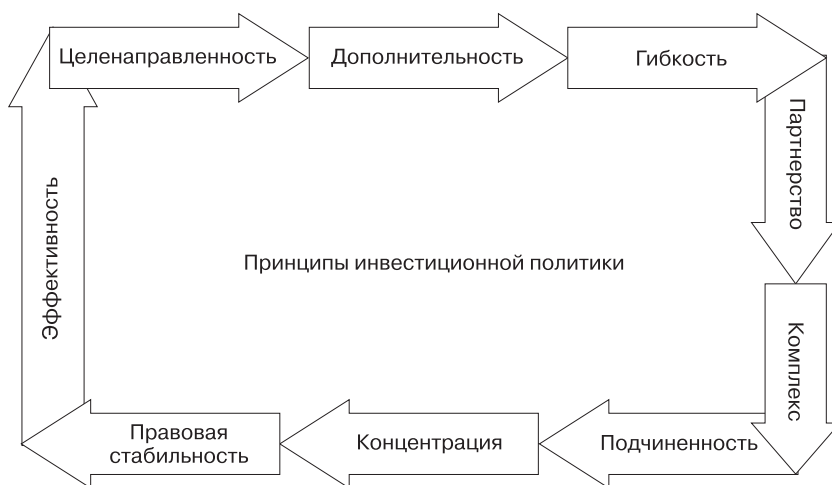 Целенаправленность
Дополнительность
Гибкость
Партнерство
Комплекс
Подчиненность
Концентрация
Правовая
стабильность
Эффективность
Принципы инвестиционной политики